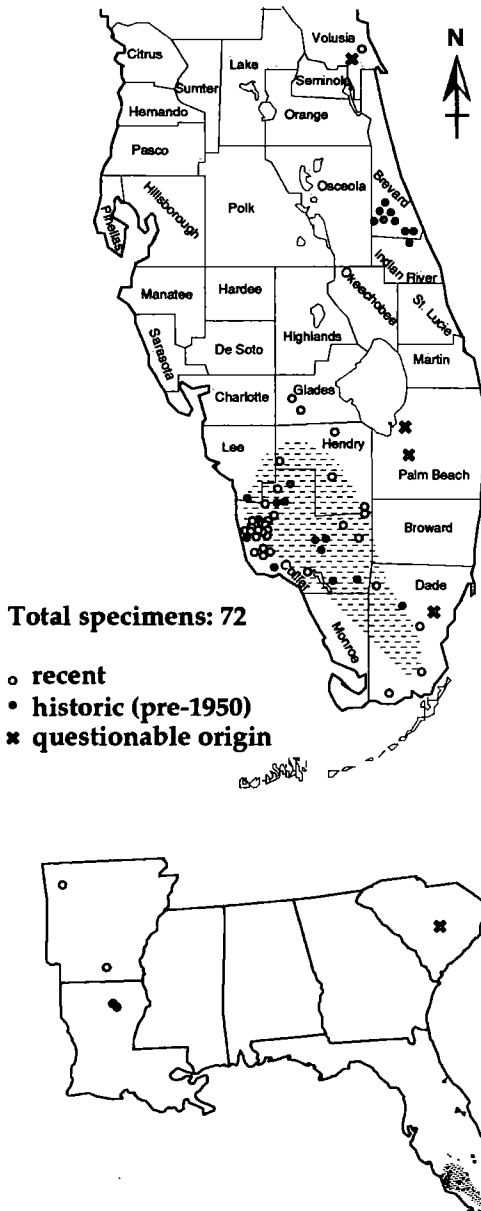 Volusia
N
Citrus
Lake
Sumter
Seminole
Hernando
Orange
Pasco
Osceola
Brevard
Hillsborough
Polk
Pinellas
Indian River
Okeechobee
Manatee
Hardee
St. Lucie
Highlands
Sarasota
De Soto
Martin
Charlotte
Glades
Lee
Hendry
Palm Beach
Broward
Collier
Dade
Monroe
Total specimens: 72
recent
historic (pre-1950)
questionable origin